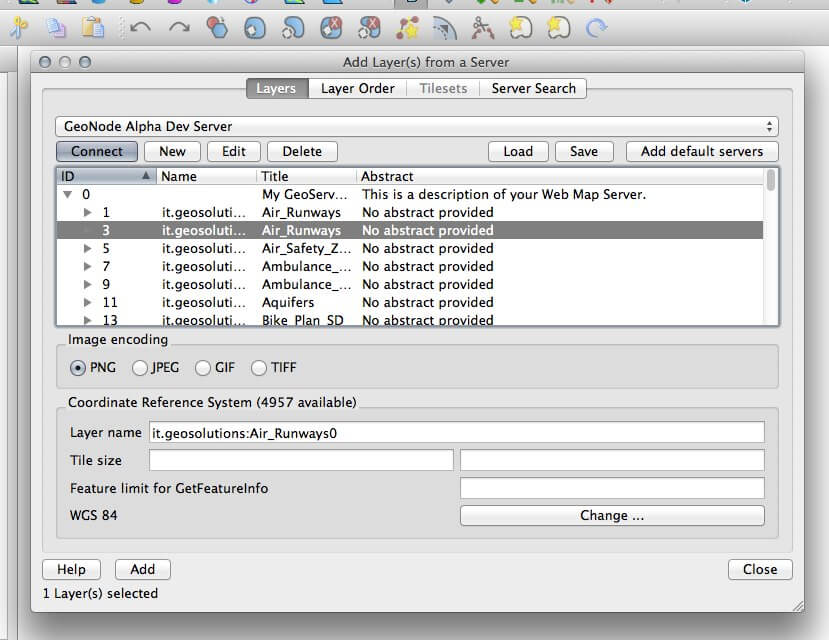 Add Layer(s) from a Server
Layers Layer Order Tilesets Server Search
GeoNode Alpha Dev Server
Connect New Edit Delete Load Save Add default servers
ID Name Title Abstract
0 My GeoServ... This is a description of your Web Map Server.
1 it.geosoluti... Air_Runways No abstract provided
3 it.geosoluti... Air_Runways No abstract provided
5 it.geosoluti... Air_Safety_Z... No abstract provided
7 it.geosoluti... Ambulance_... No abstract provided
9 it.geosoluti... Ambulance_... No abstract provided
11 it.geosoluti... Aquifers No abstract provided
13 it.geosoluti... Bike_Plan_SD No abstract provided
Image encoding
PNG JPEG GIF TIFF
Coordinate Reference System (4957 available)
Layer name it.geosolutions:Air_Runways0
Tile size
Feature limit for GetFeatureInfo
WGS 84 Change ...
Help Add Close
1 Layer(s) selected